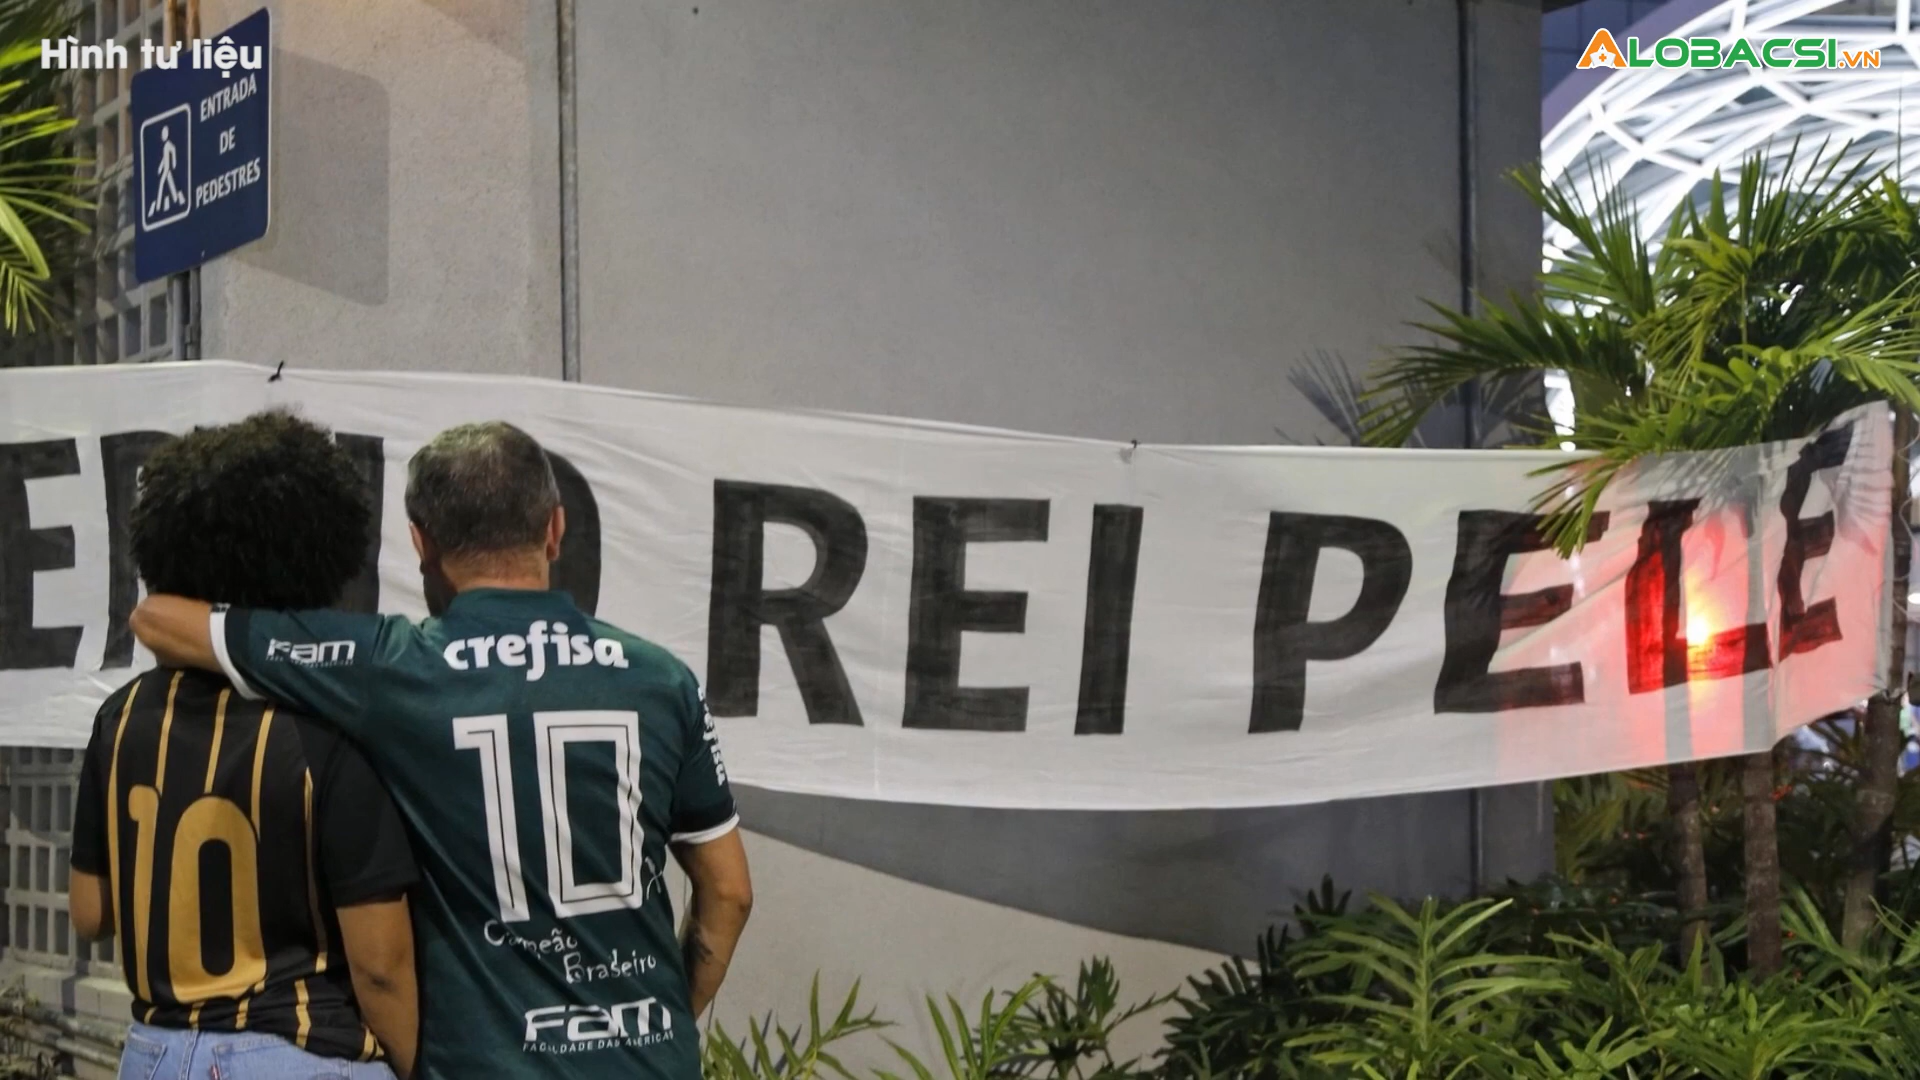 Hình tư liệu
ALOBACSI.VN
ENTRADA
DE
PEDESTRES
REI PELÉ
FAM
crefisa
10
10
Campeão
Brasileiro
FAM
FACULDADE DAS AMÉRICAS